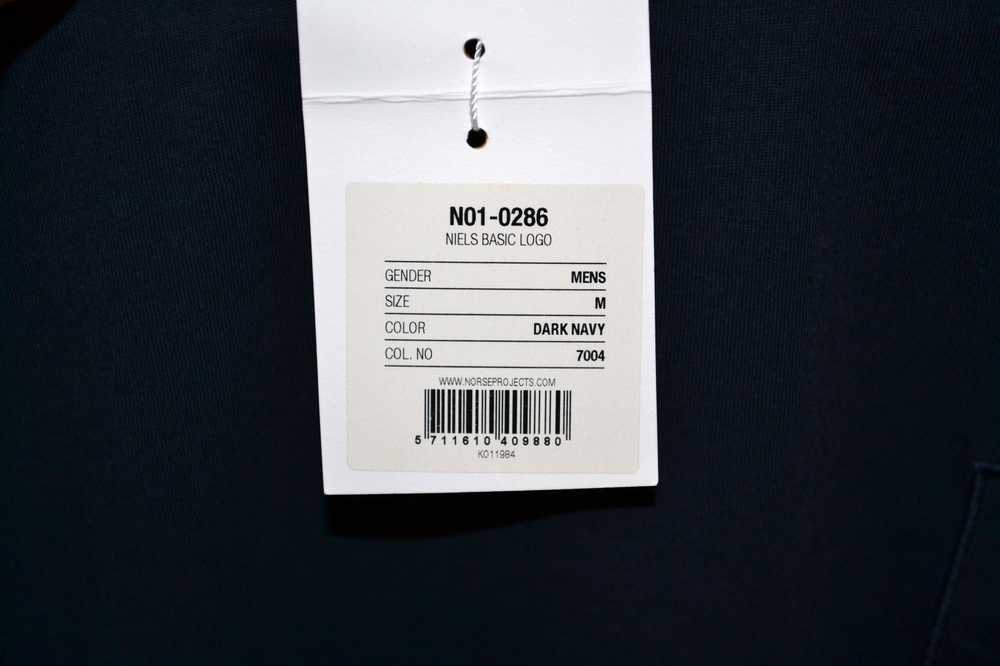 N01-0286
NIELS BASIC LOGO
GENDER MENS
SIZE M
COLOR DARK NAVY
COL. NO 7004
WWW.NORSEPROJECTS.COM
5 711610 409880
K011984